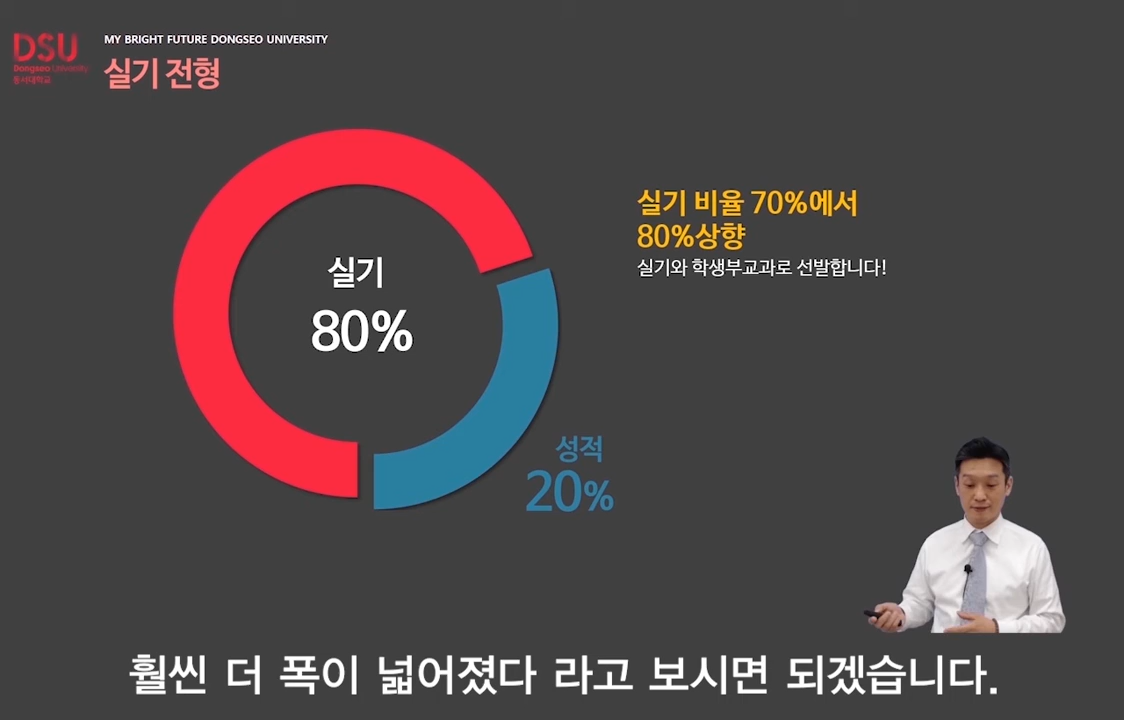 DSU
Dongseo University
동서대학교
MY BRIGHT FUTURE DONGSEO UNIVERSITY
실기 전형
실기 비율 70%에서
80%상향
실기와 학생부교과로 선발합니다!
실기
80%
성적
20%
훨씬 더 폭이 넓어졌다 라고 보시면 되겠습니다.